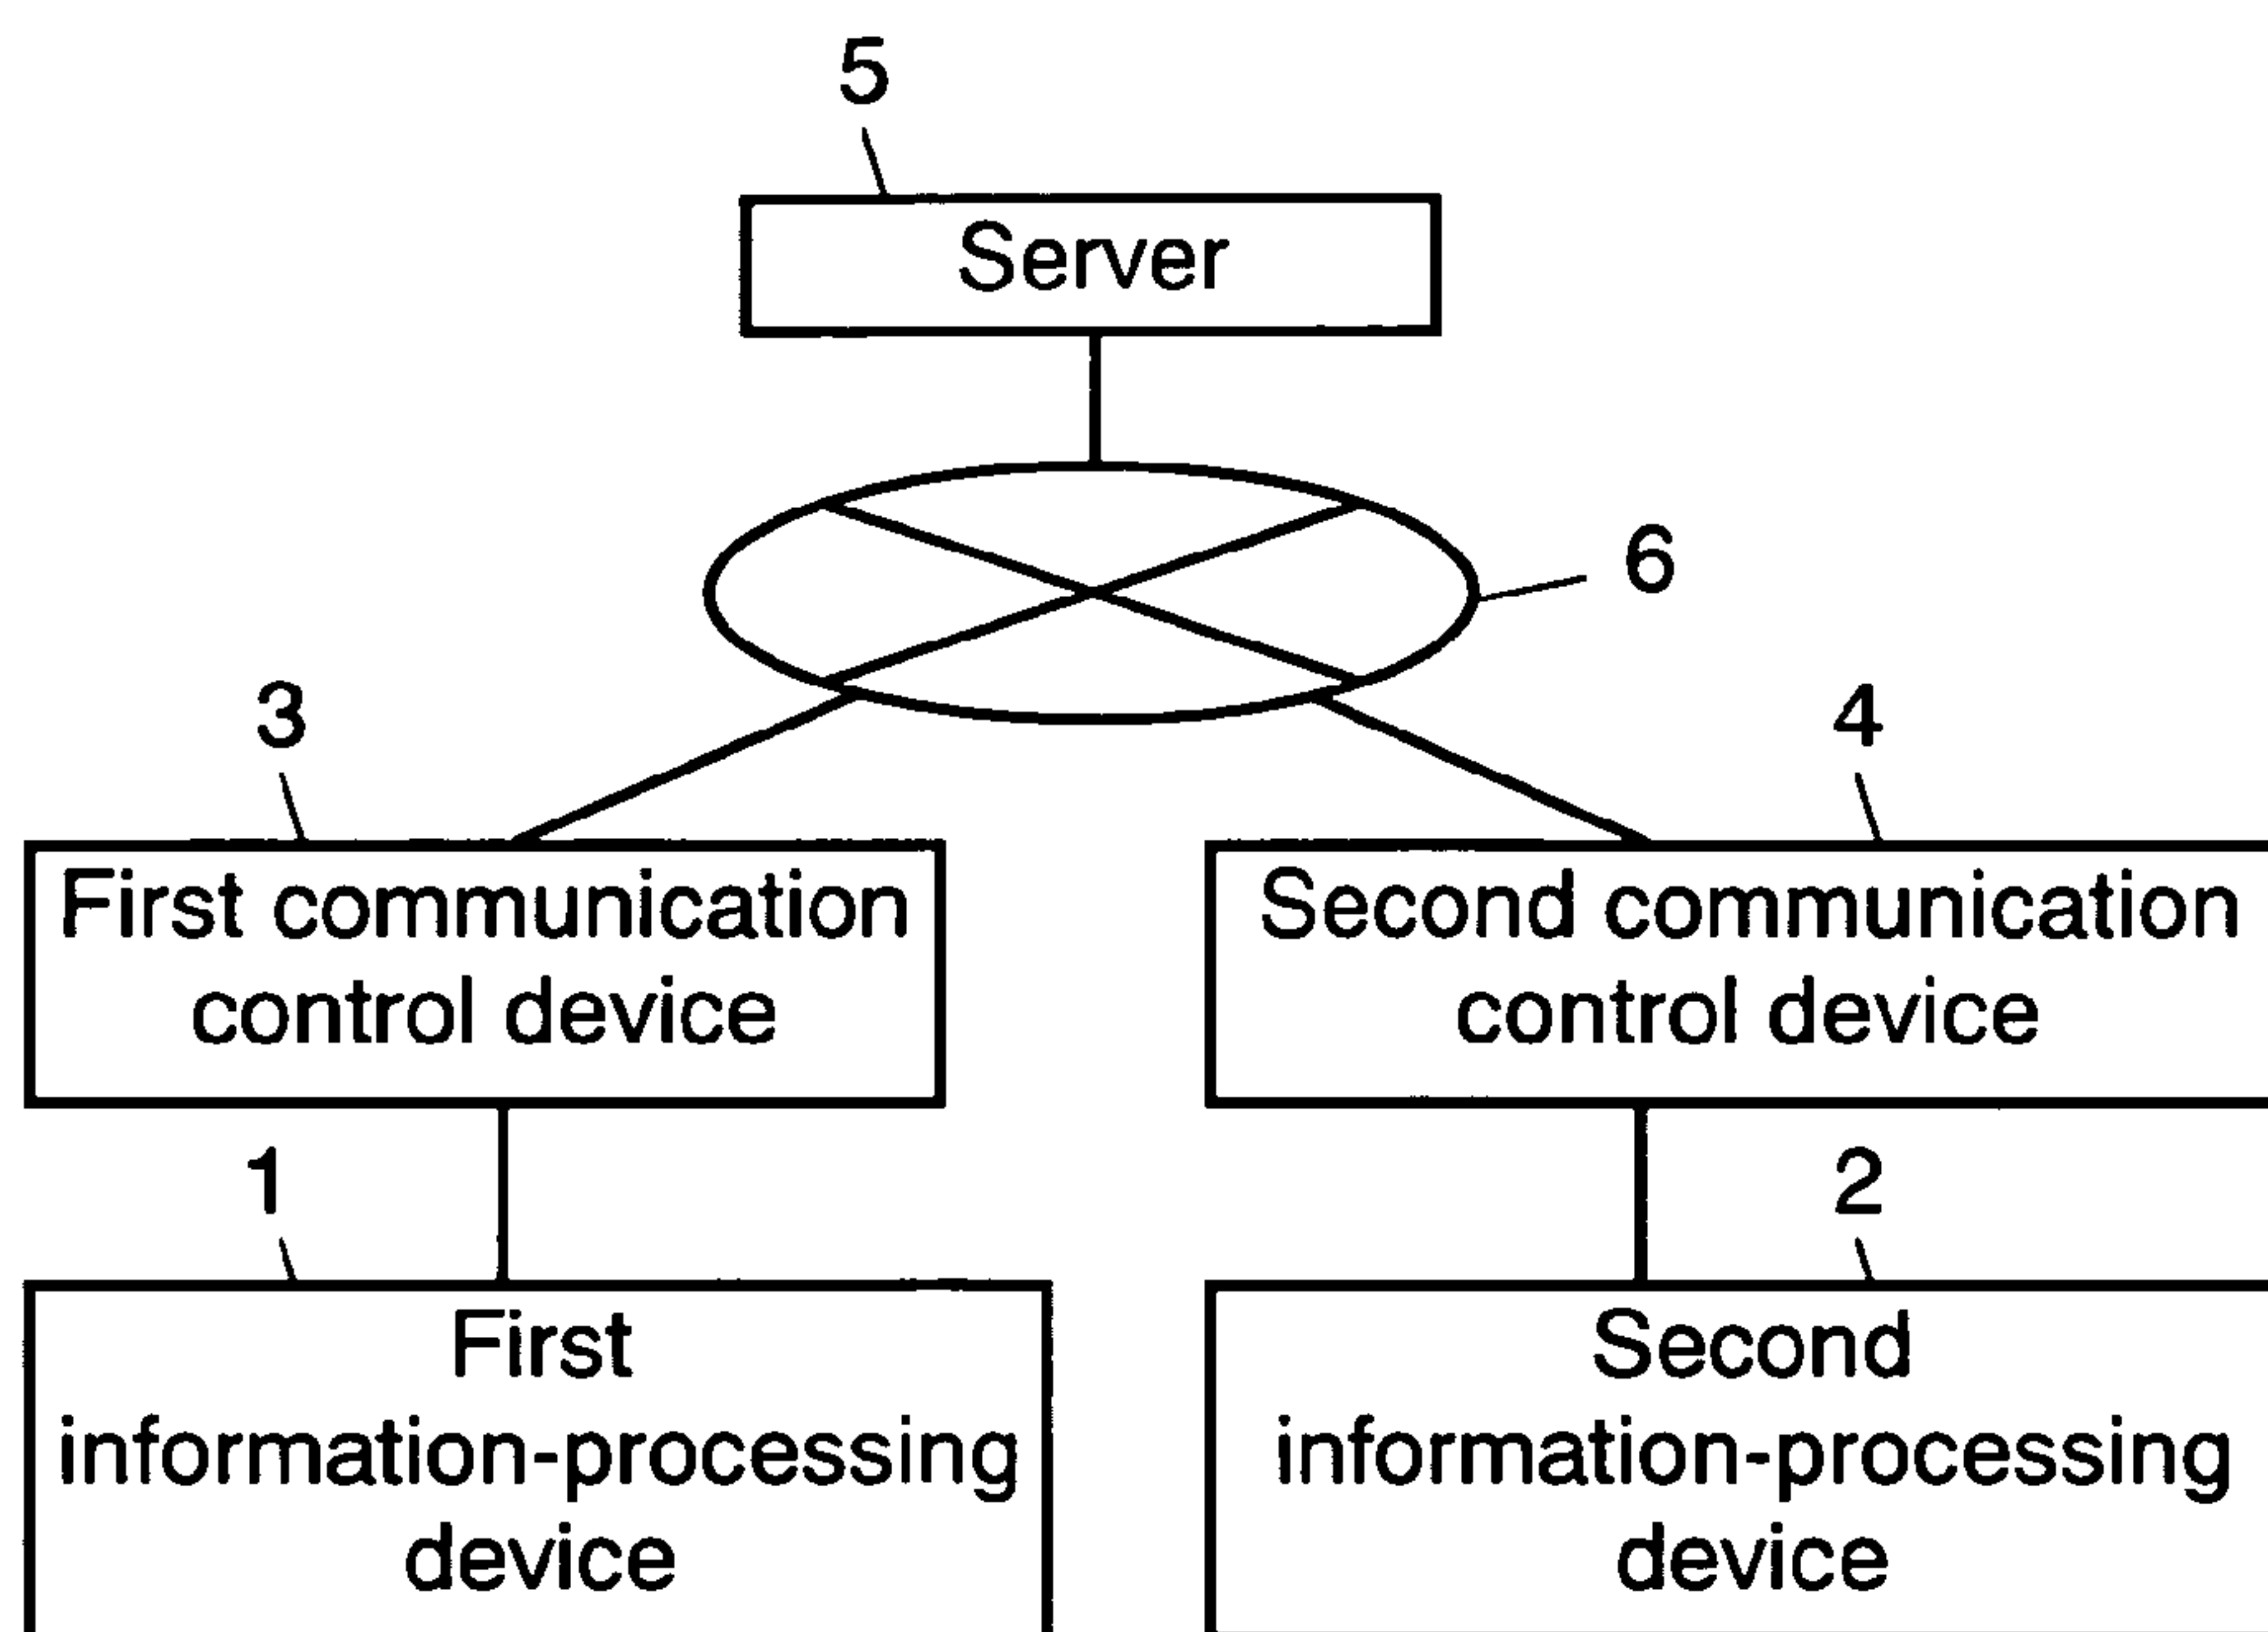 5
Server
6
3
4
First communication
control device
Second communication
control device
1
2
First
information-processing
device
Second
information-processing
device